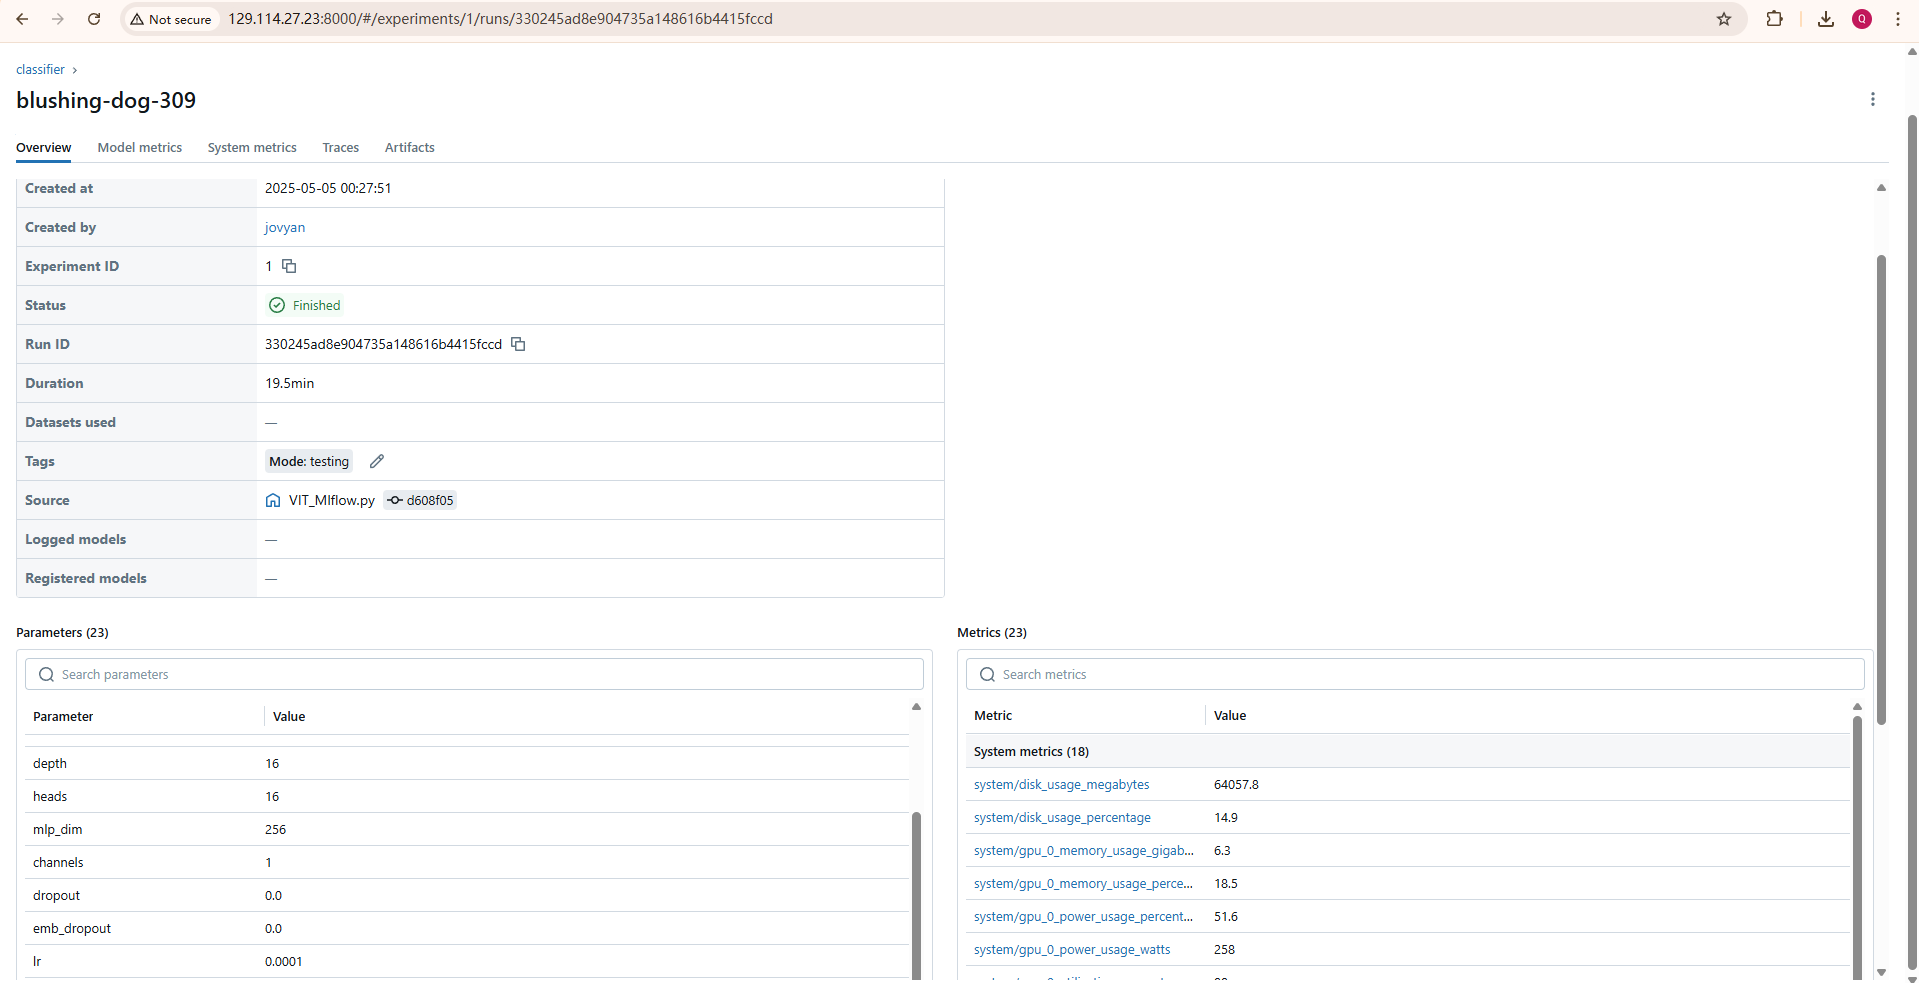 Not secure 129.114.27.23:8000/#/experiments/1/runs/330245ad8e904735a148616b4415fccd Q
classifier
blushing-dog-309
Overview Model metrics System metrics Traces Artifacts
Created at 2025-05-05 00:27:51
Created by jovyan
Experiment ID 1
Status Finished
Run ID 330245ad8e904735a148616b4415fccd
Duration 19.5min
Datasets used —
Tags Mode: testing
Source VIT_Mlflow.py d608f05
Logged models —
Registered models —
Parameters (23)
Search parameters
Parameter Value
depth 16
heads 16
mlp_dim 256
channels 1
dropout 0.0
emb_dropout 0.0
lr 0.0001
Metrics (23)
Search metrics
Metric Value
System metrics (18)
system/disk_usage_megabytes 64057.8
system/disk_usage_percentage 14.9
system/gpu_0_memory_usage_gigab... 6.3
system/gpu_0_memory_usage_perce... 18.5
system/gpu_0_power_usage_percent... 51.6
system/gpu_0_power_usage_watts 258